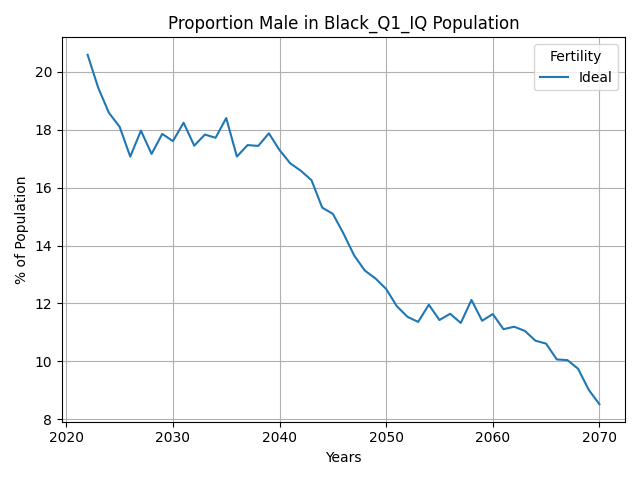 Proportion Male in Black_Q1_IQ Population
Fertility
Ideal
% of Population
20
18
16
14
12
10
8
2020 2030 2040 2050 2060 2070
Years